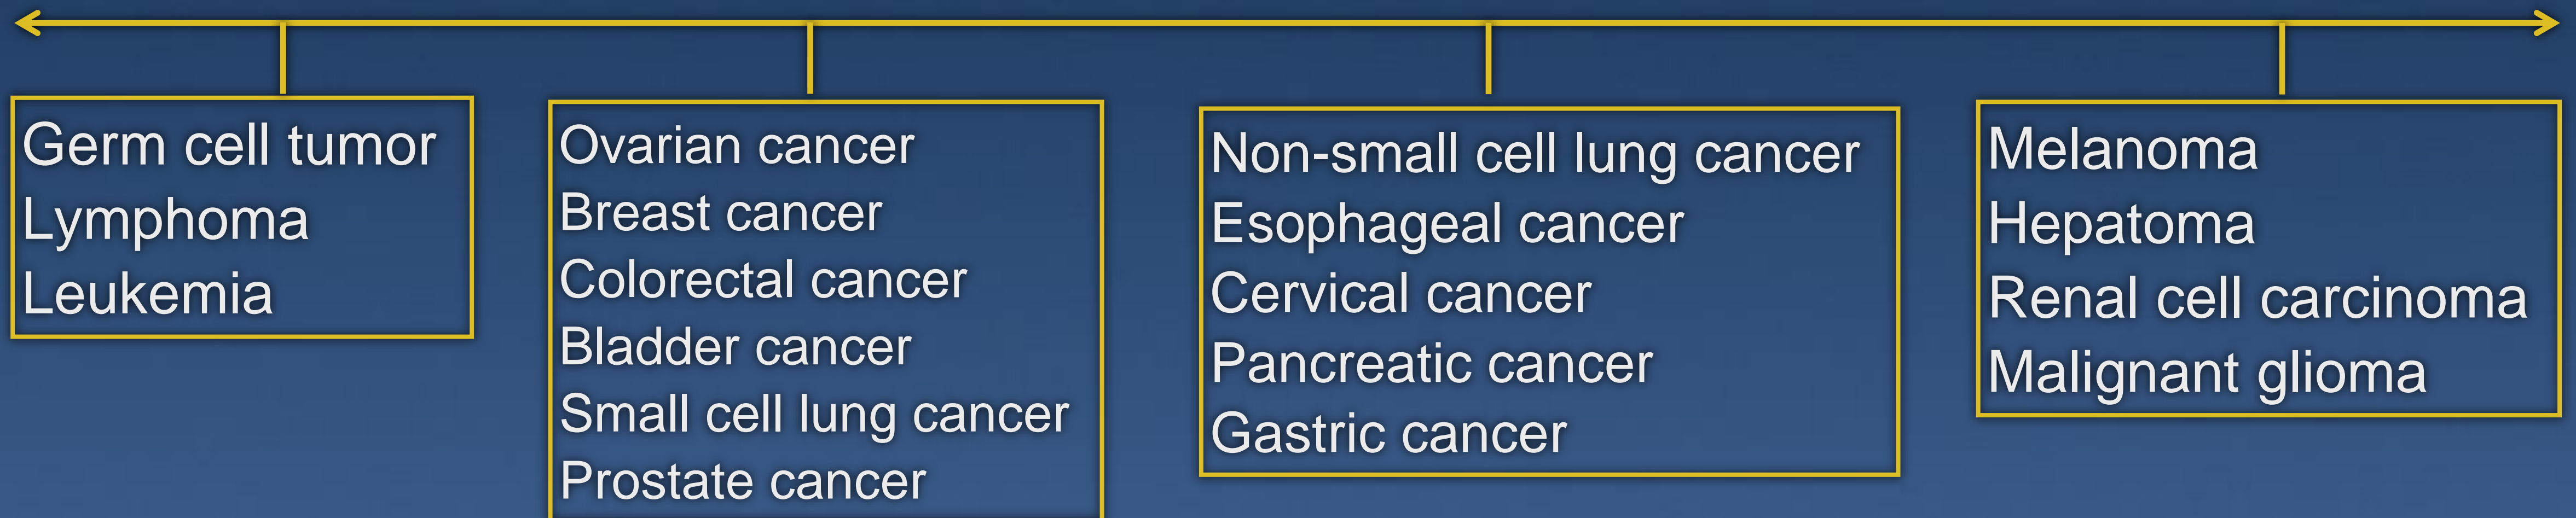 Germ cell tumor
Lymphoma
Leukemia
Ovarian cancer
Breast cancer
Colorectal cancer
Bladder cancer
Small cell lung cancer
Prostate cancer
Non-small cell lung cancer
Esophageal cancer
Cervical cancer
Pancreatic cancer
Gastric cancer
Melanoma
Hepatoma
Renal cell carcinoma
Malignant glioma